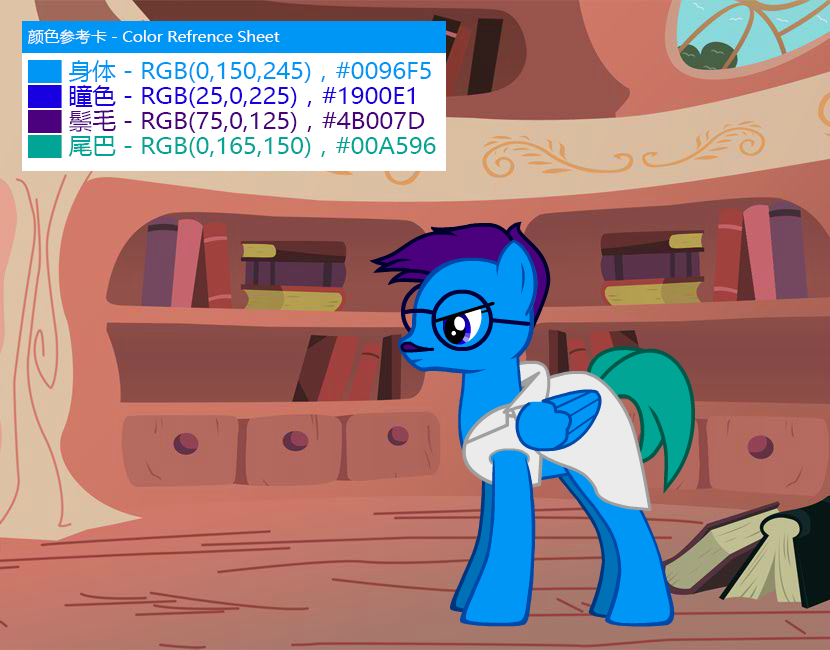 颜色参考卡 - Color Refrence Sheet
身体 - RGB(0,150,245) , #0096F5
瞳色 - RGB(25,0,225) , #1900E1
鬃毛 - RGB(75,0,125) , #4B007D
尾巴 - RGB(0,165,150) , #00A596